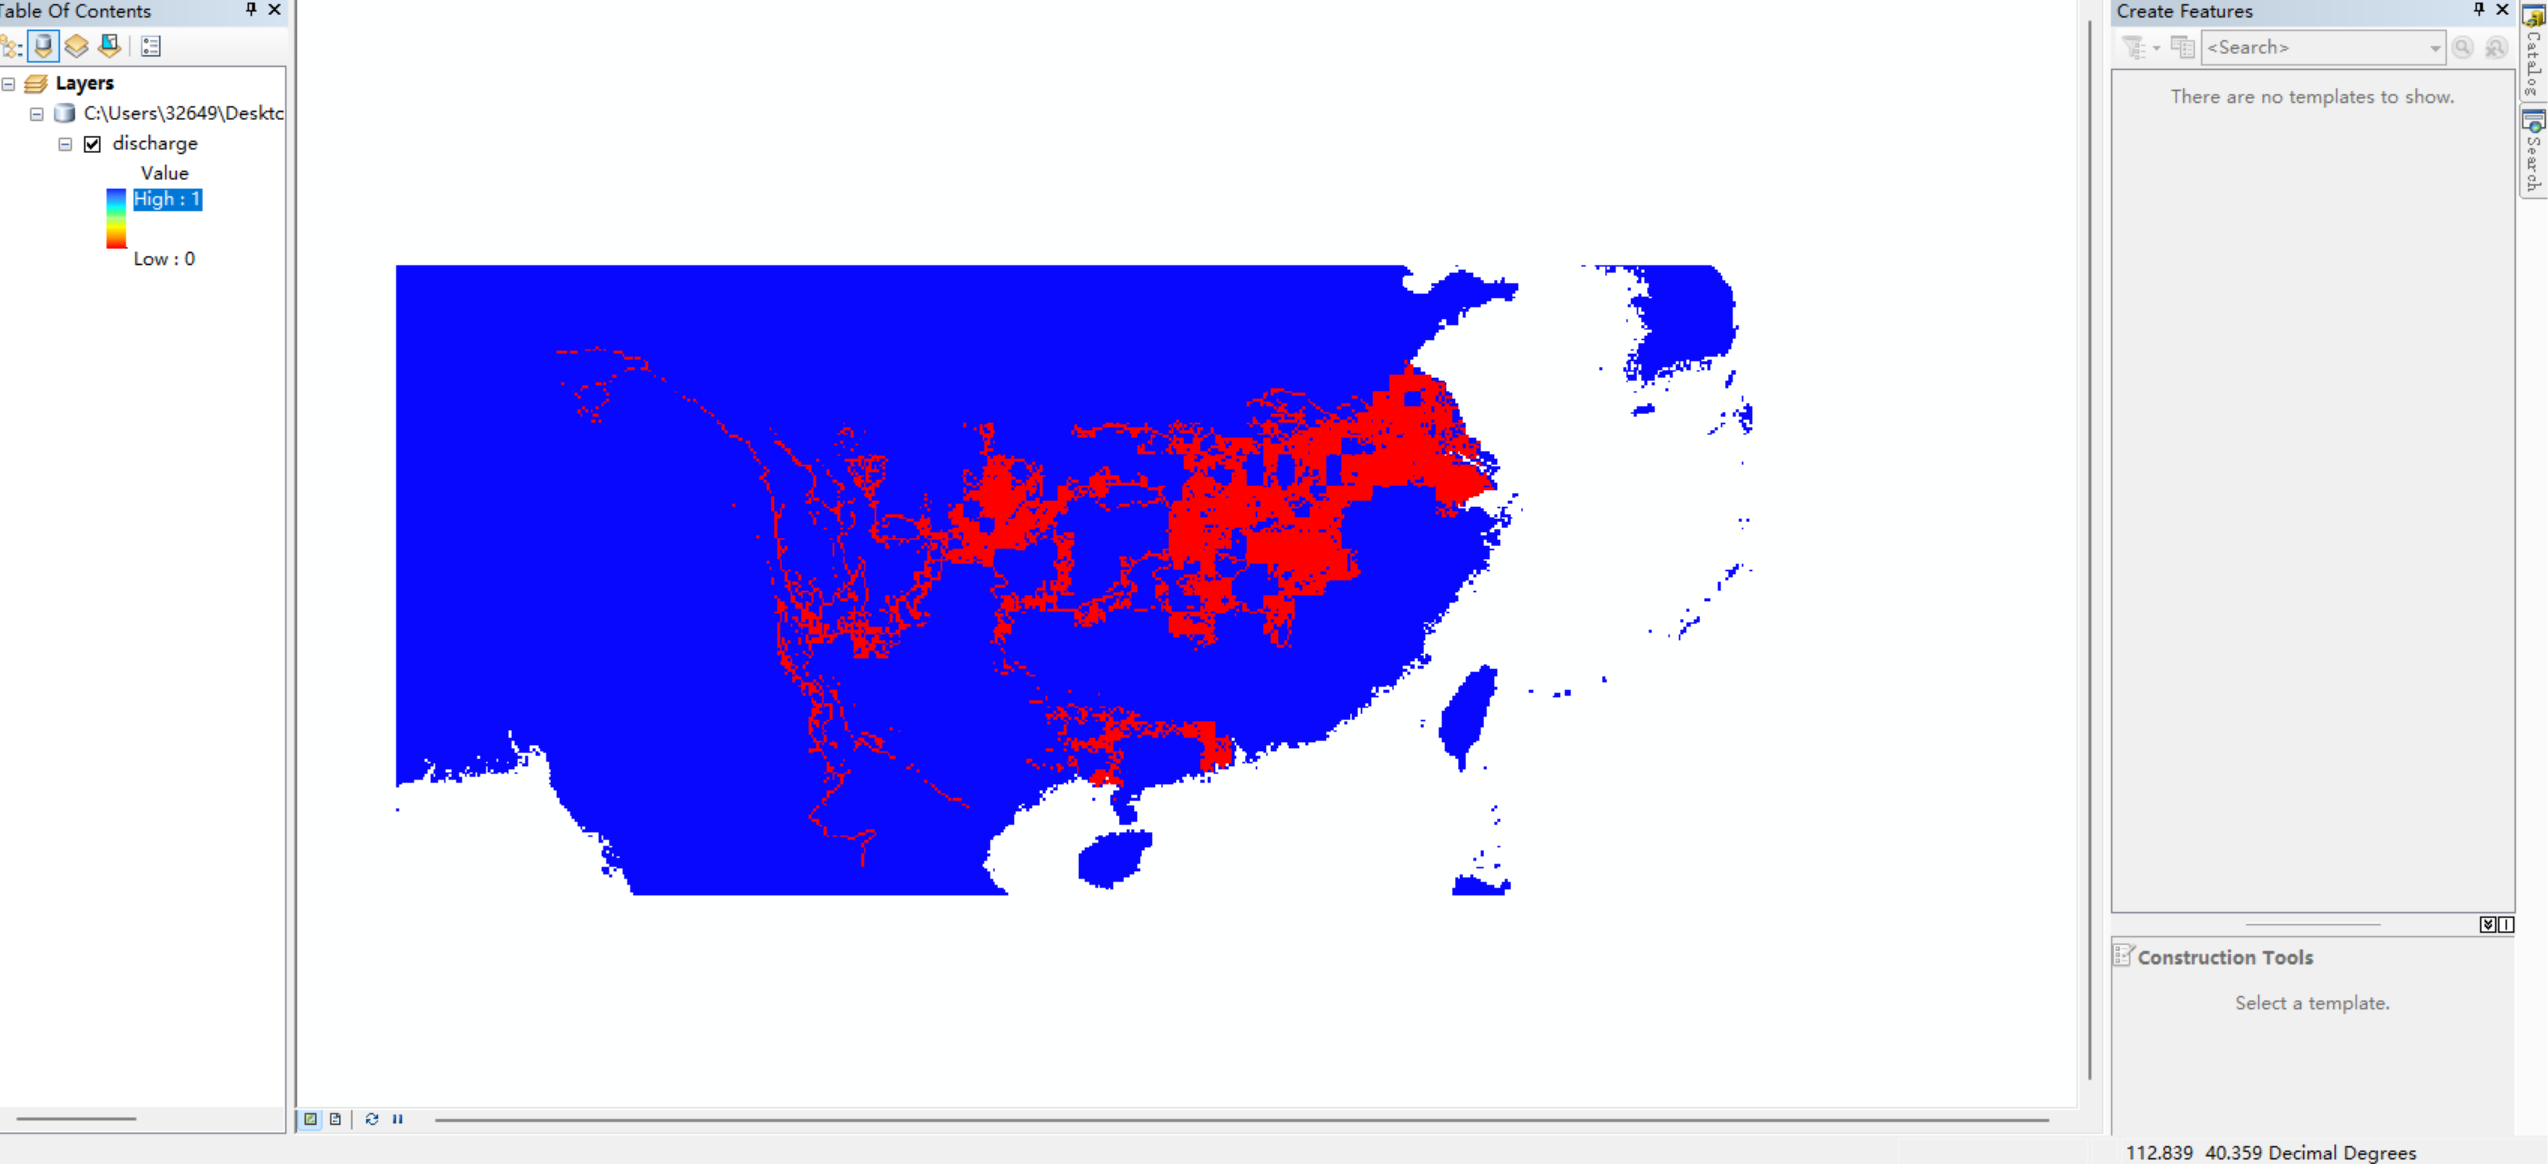 Table Of Contents
Layers
C:\Users\32649\Deskto
discharge
Value
High : 1
Low : 0
Create Features
<Search>
There are no templates to show.
Catalog
Search
Construction Tools
Select a template.
112.839 40.359 Decimal Degrees